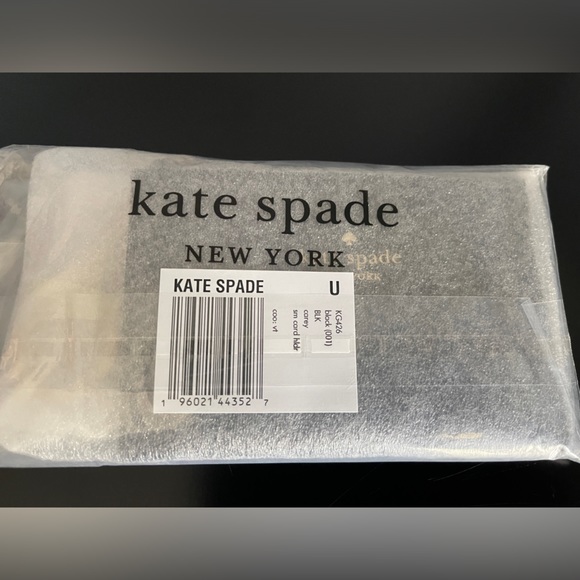 kate spade
NEW YORK
spade
YORK
KATE SPADE U
KG426
black (001)
BLK
carey
sm card hldr
coo: vt
1 96021 44352 7